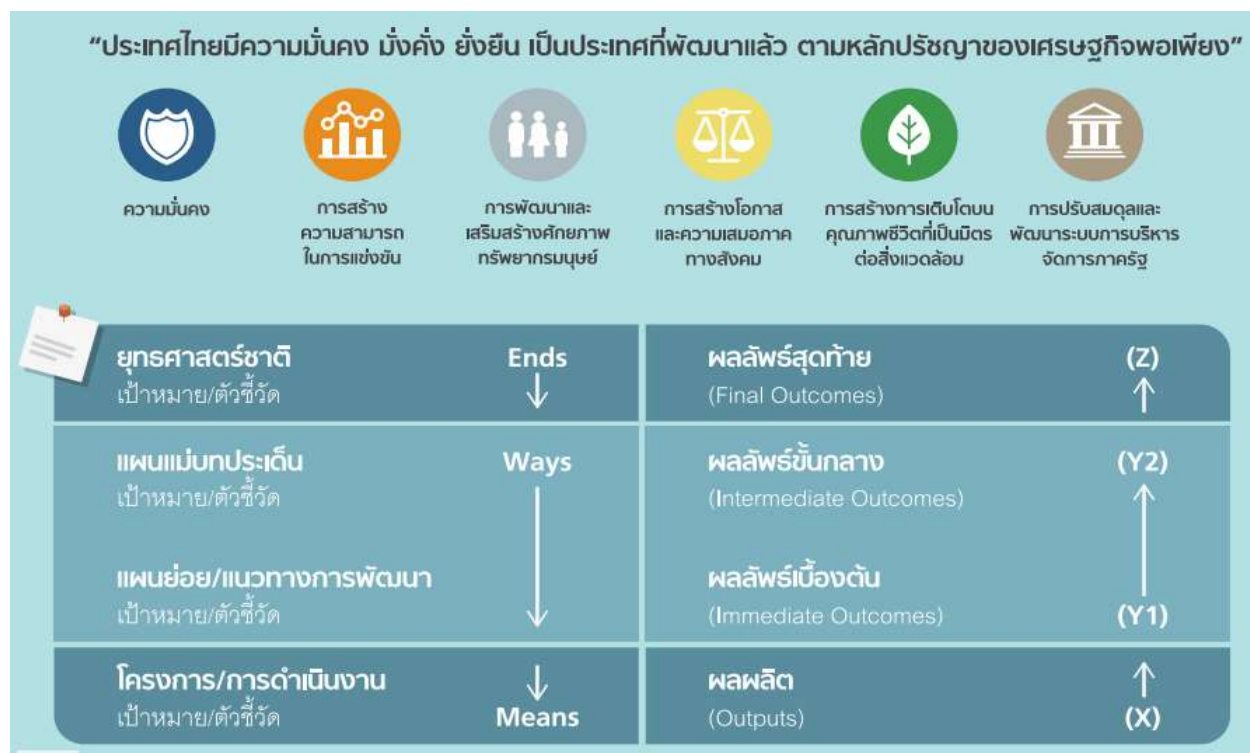 “ประเทศไทยมีความมั่นคง มั่งคั่ง ยั่งยืน เป็นประเทศที่พัฒนาแล้ว ตามหลักปรัชญาของเศรษฐกิจพอเพียง”
ความมั่นคง
การสร้าง
ความสามารถ
ในการแข่งขัน
การพัฒนาและ
เสริมสร้างศักยภาพ
ทรัพยากรมนุษย์
การสร้างโอกาส
และความเสมอภาค
ทางสังคม
การสร้างการเติบโตบน
คุณภาพชีวิตที่เป็นมิตร
ต่อสิ่งแวดล้อม
การปรับสมดุลและ
พัฒนาระบบการบริหาร
จัดการภาครัฐ
ยุทธศาสตร์ชาติ Ends
เป้าหมาย/ตัวชี้วัด
ผลลัพธ์สุดท้าย (Z)
(Final Outcomes)
แผนแม่บทประเด็น Ways
เป้าหมาย/ตัวชี้วัด
ผลลัพธ์ขั้นกลาง (Y2)
(Intermediate Outcomes)
แผนย่อย/แนวทางการพัฒนา
เป้าหมาย/ตัวชี้วัด
ผลลัพธ์เบื้องต้น
(Immediate Outcomes) (Y1)
โครงการ/การดำเนินงาน
เป้าหมาย/ตัวชี้วัด Means
ผลผลิต
(Outputs) (X)